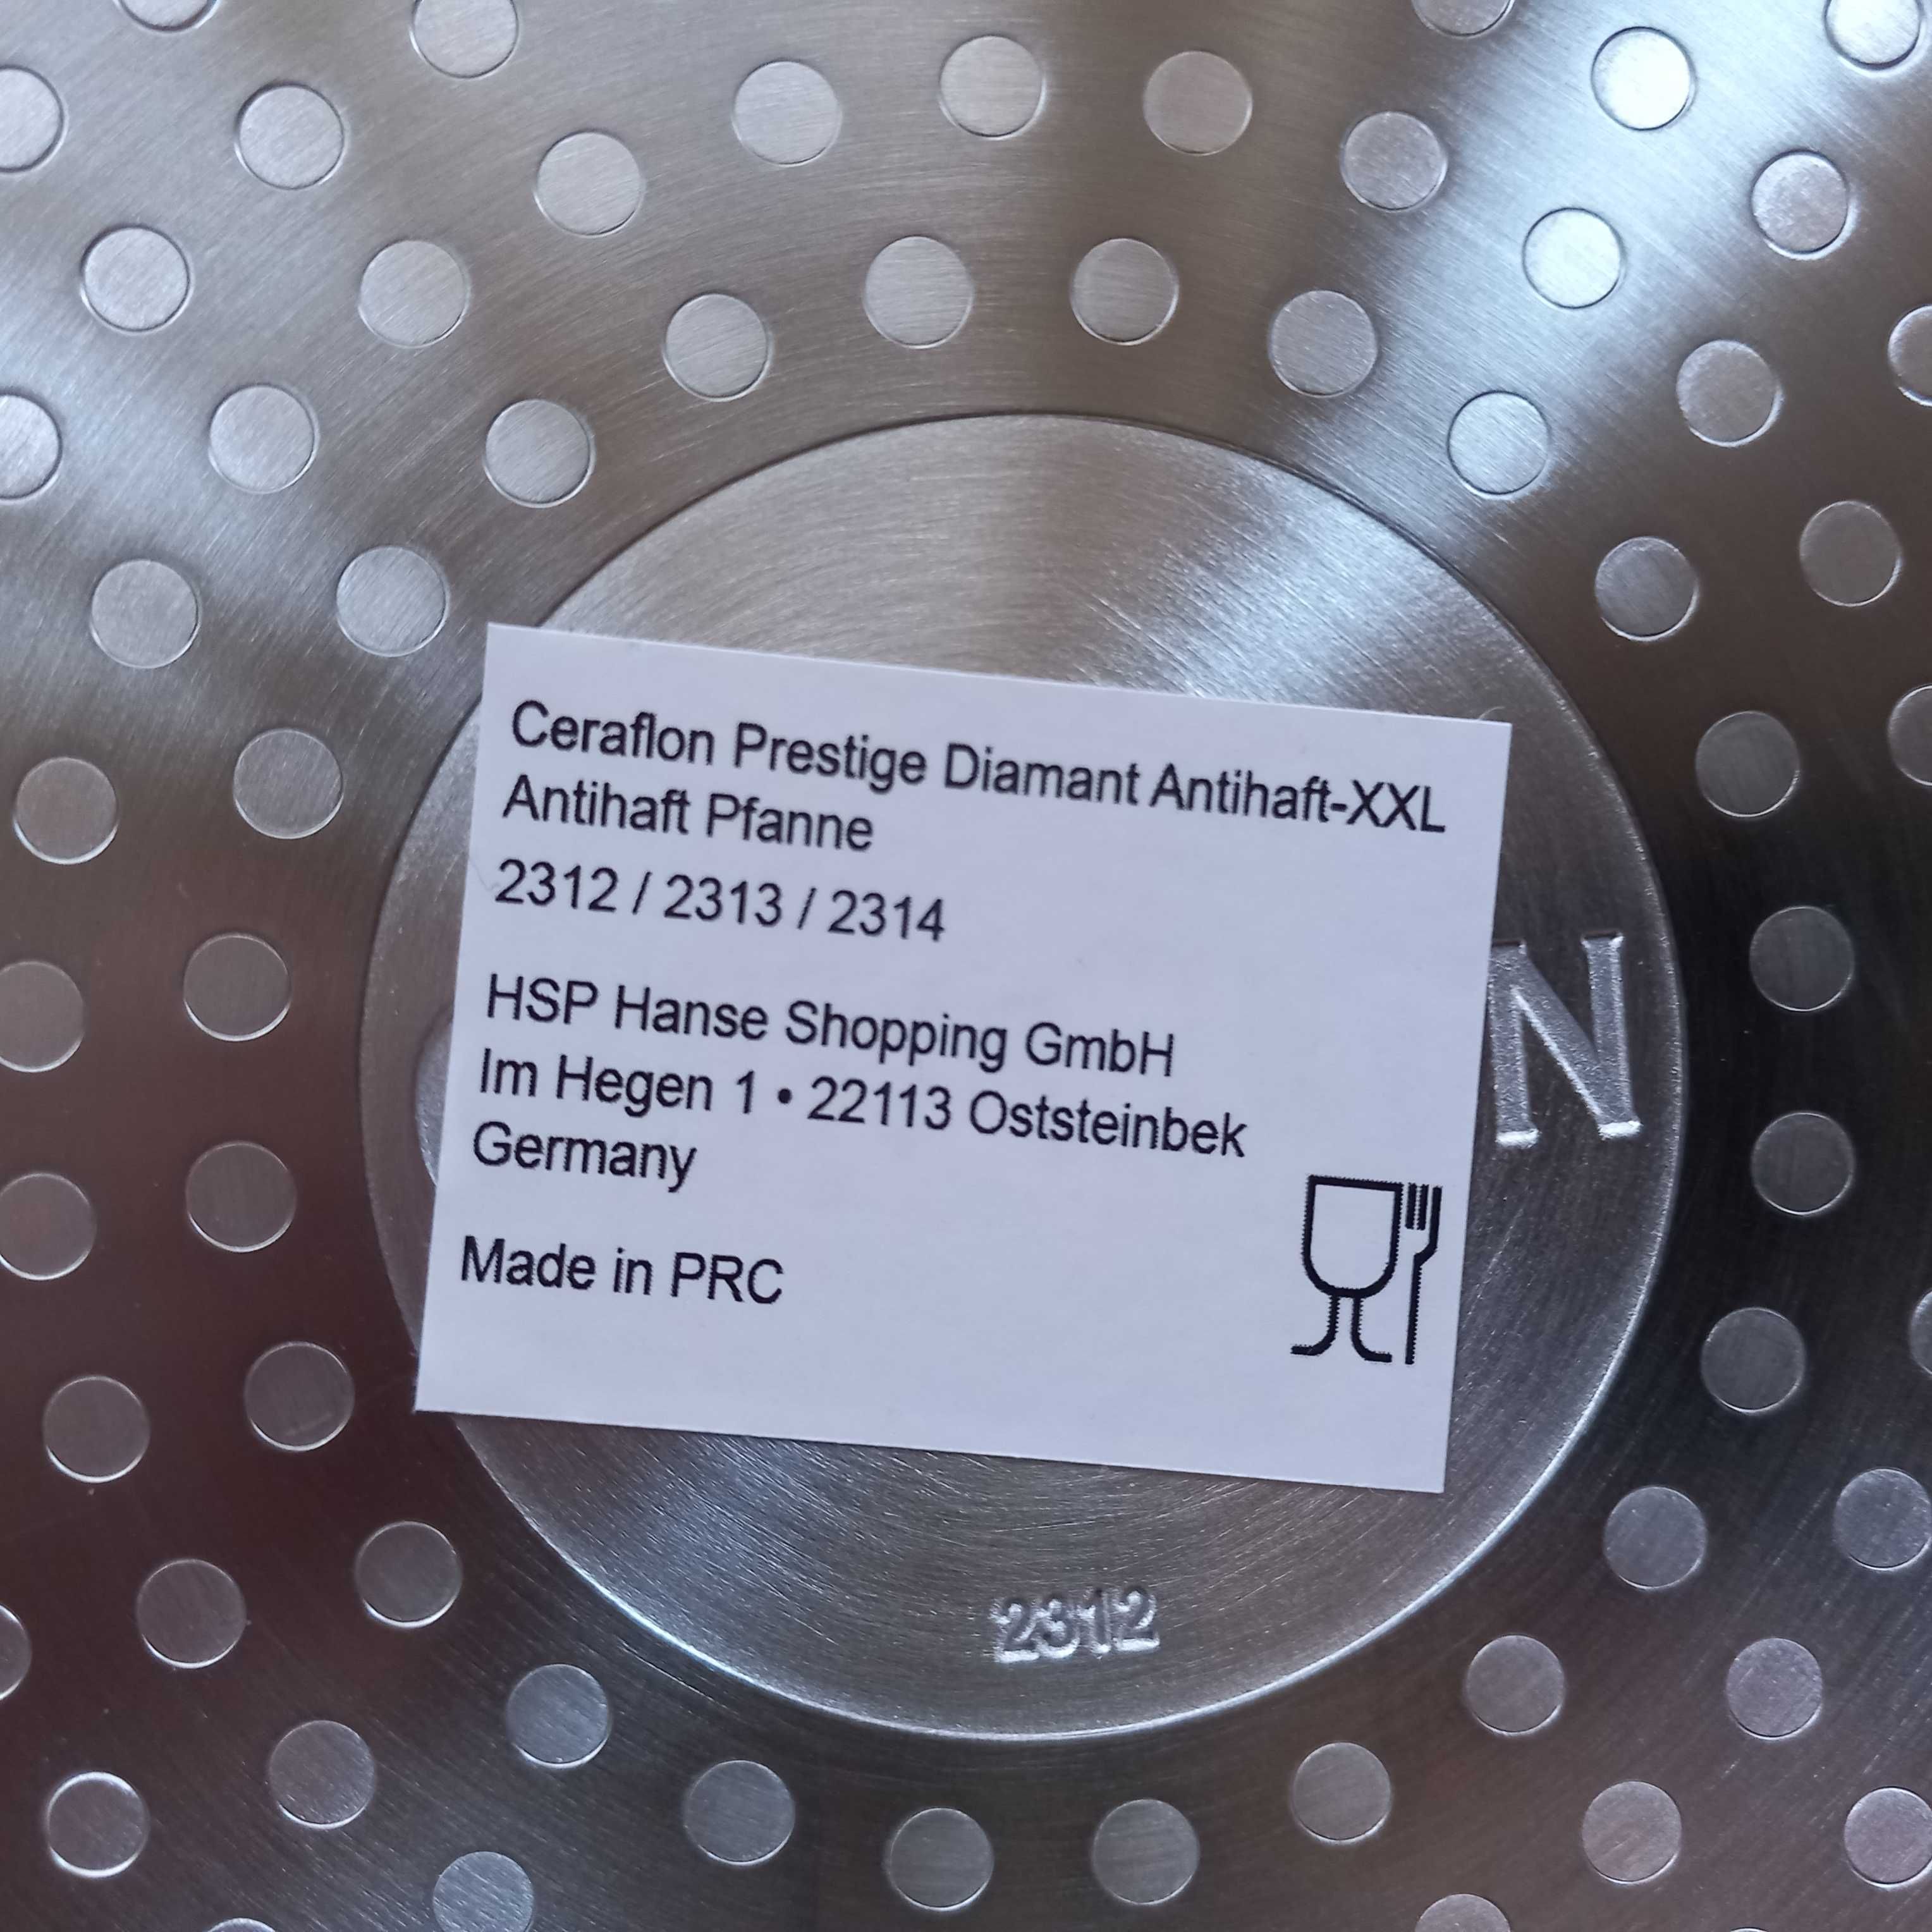 Ceraflon Prestige Diamant Antihaft-XXL
Antihaft Pfanne
2312 / 2313 / 2314
HSP Hanse Shopping GmbH
Im Hegen 1 • 22113 Oststeinbek
Germany
Made in PRC
N
2312